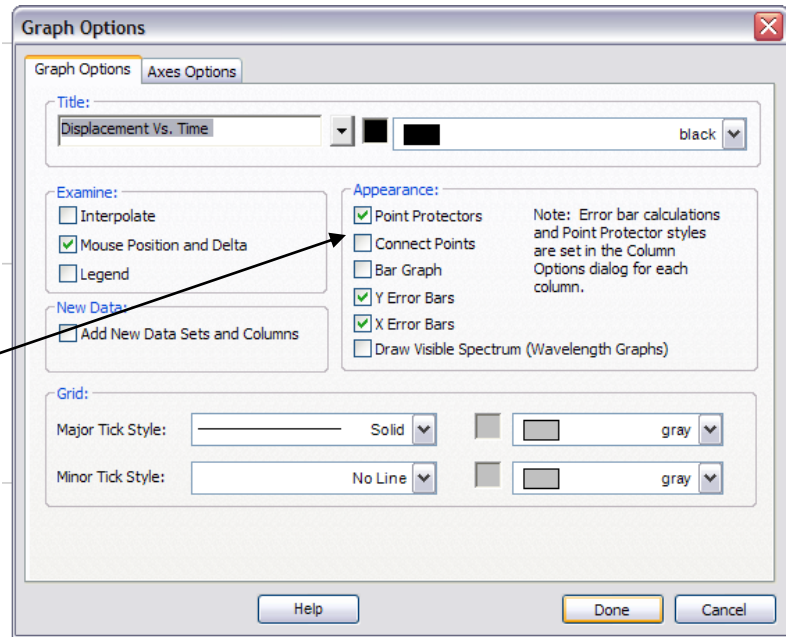 Graph Options
Graph Options
Axes Options
Title:
Displacement Vs. Time
black
Examine:
Interpolate
Mouse Position and Delta
Legend
New Data:
Add New Data Sets and Columns
Appearance:
Point Protectors
Connect Points
Bar Graph
Y Error Bars
X Error Bars
Draw Visible Spectrum (Wavelength Graphs)
Note: Error bar calculations
and Point Protector styles
are set in the Column
Options dialog for each
column.
Grid:
Major Tick Style:
Solid
gray
Minor Tick Style:
No Line
gray
Help
Done
Cancel